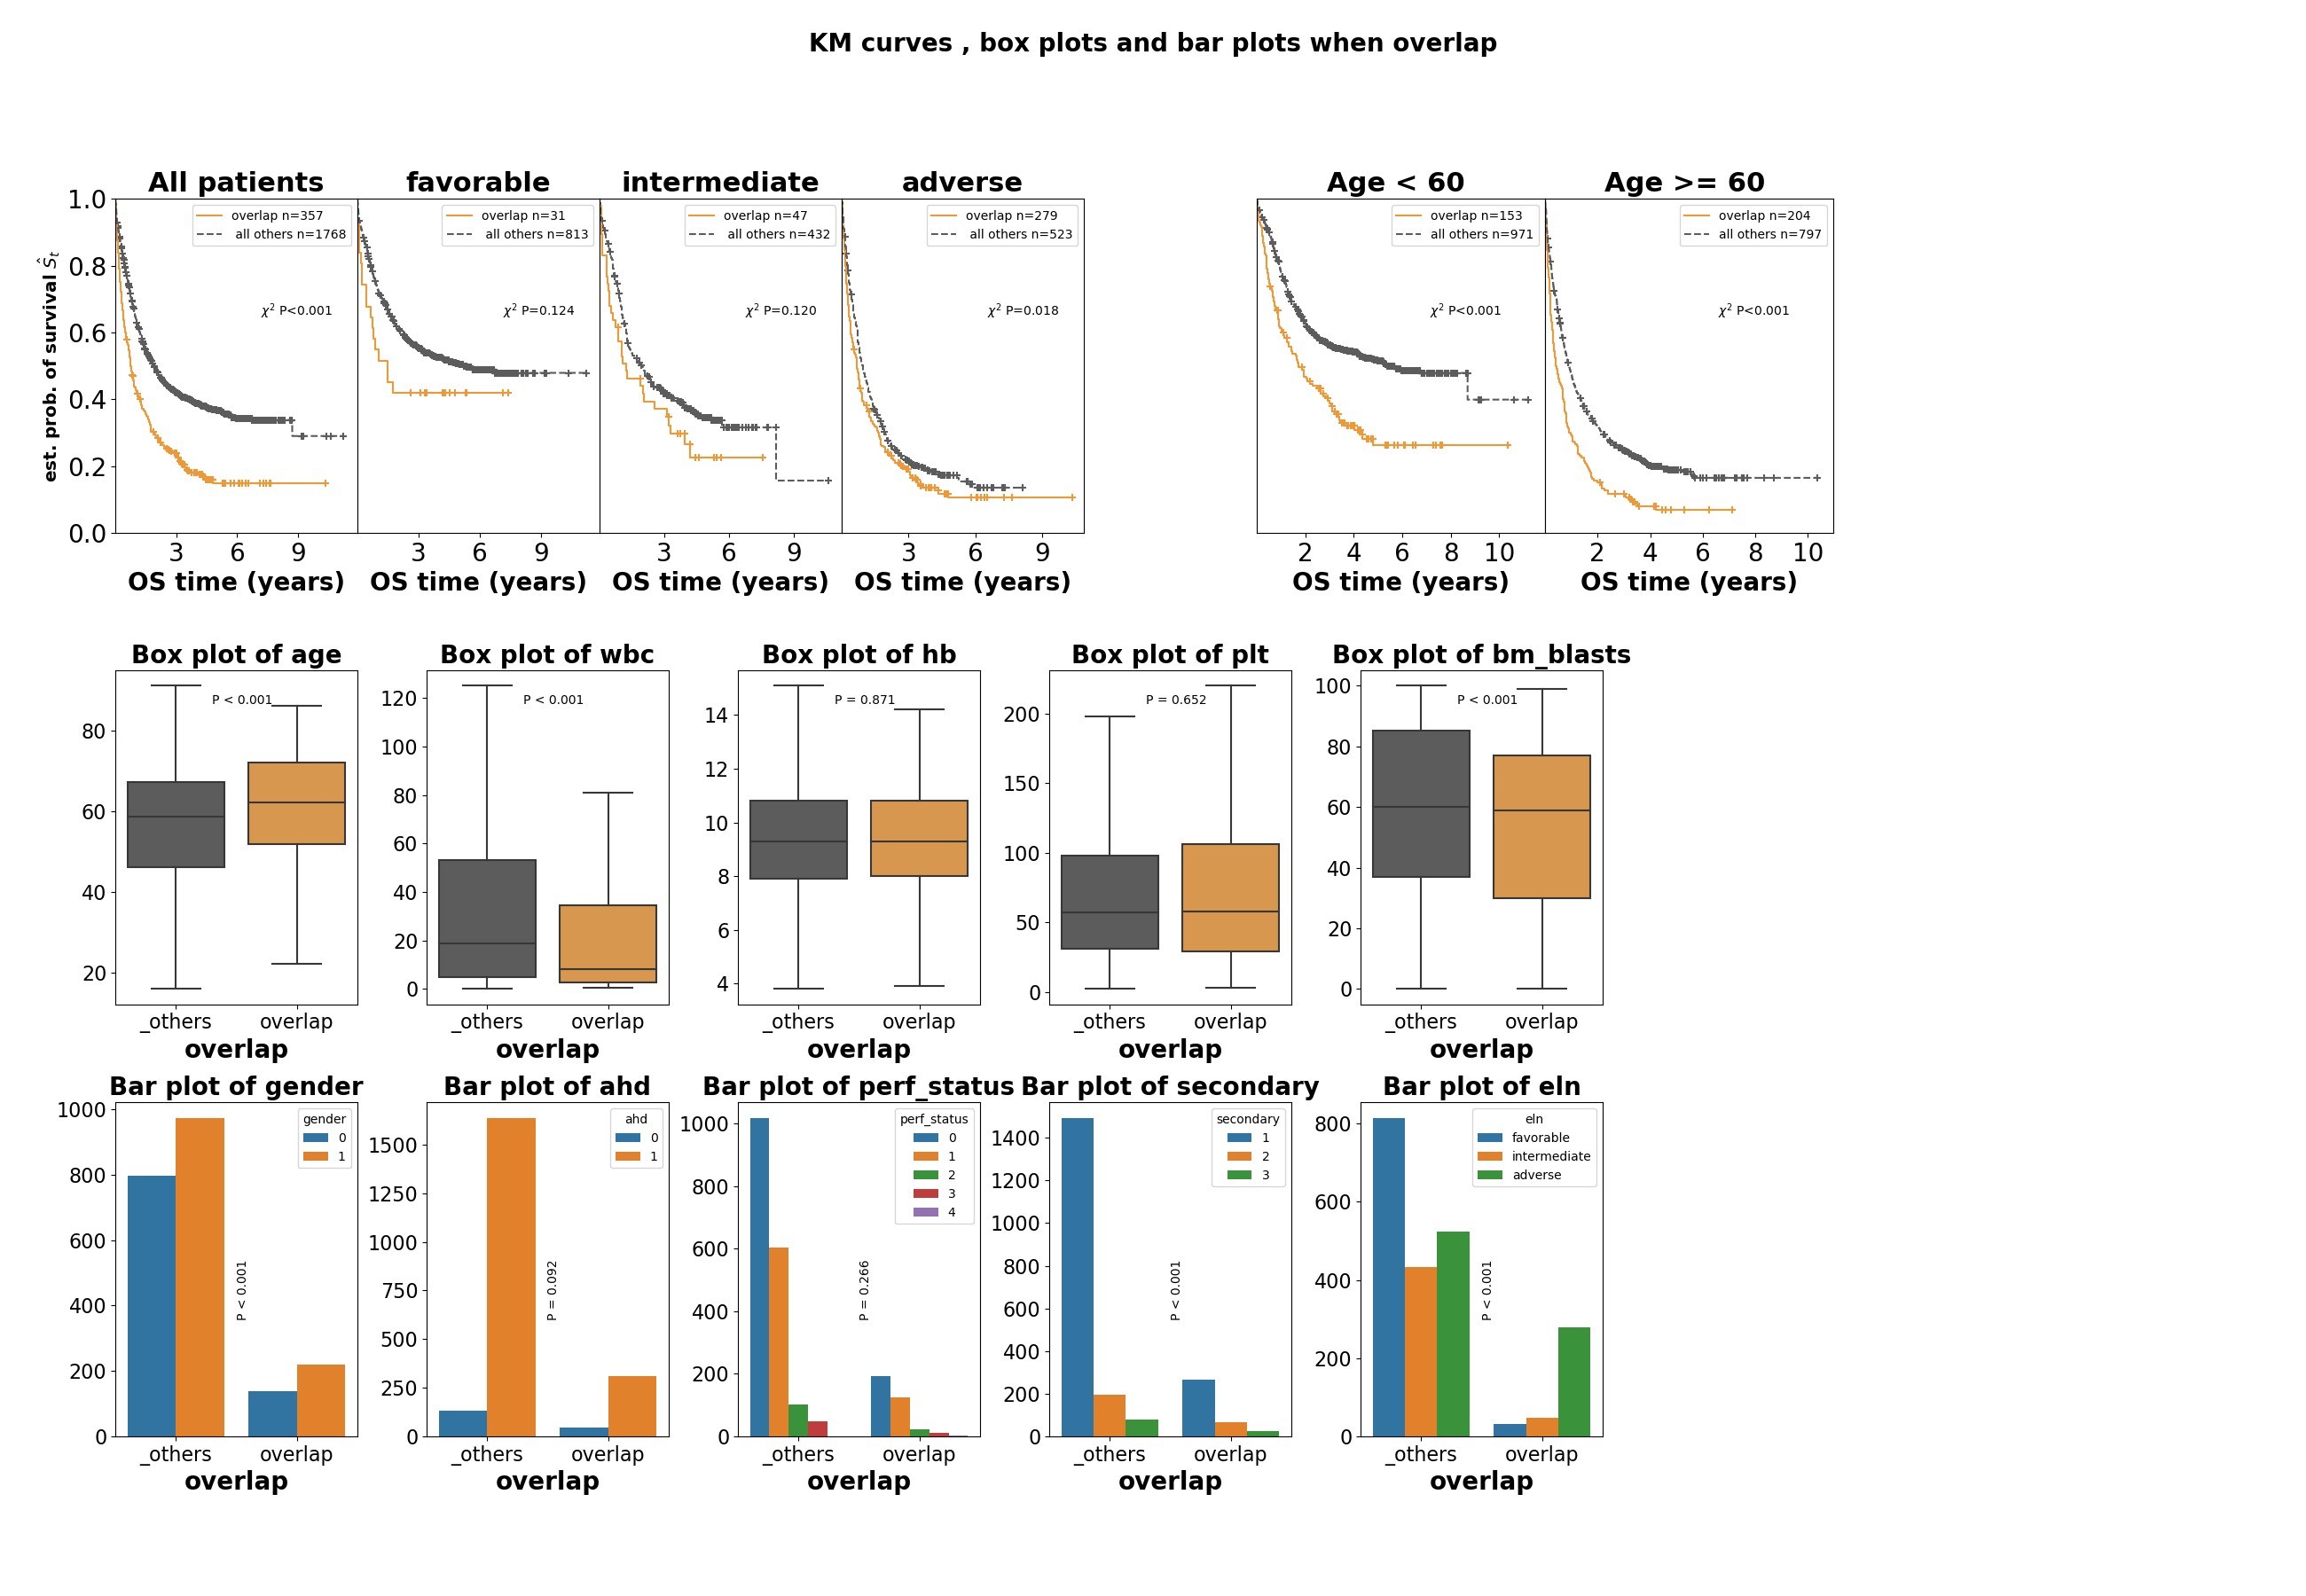 KM curves , box plots and bar plots when overlap
All patients
favorable
intermediate
adverse
Age < 60
Age >= 60
est. prob. of survival Ŝt
1.0
0.8
0.6
0.4
0.2
0.0
overlap n=357
all others n=1768
χ² P<0.001
3 6 9
OS time (years)
overlap n=31
all others n=813
χ² P=0.124
3 6 9
OS time (years)
overlap n=47
all others n=432
χ² P=0.120
3 6 9
OS time (years)
overlap n=279
all others n=523
χ² P=0.018
3 6 9
OS time (years)
overlap n=153
all others n=971
χ² P<0.001
2 4 6 8 10
OS time (years)
overlap n=204
all others n=797
χ² P<0.001
2 4 6 8 10
OS time (years)
Box plot of age
P < 0.001
80
60
40
20
_others overlap
overlap
Box plot of wbc
P < 0.001
120
100
80
60
40
20
0
_others overlap
overlap
Box plot of hb
P = 0.871
14
12
10
8
6
4
_others overlap
overlap
Box plot of plt
P = 0.652
200
150
100
50
0
_others overlap
overlap
Box plot of bm_blasts
P < 0.001
100
80
60
40
20
0
_others overlap
overlap
Bar plot of gender
gender
0
1
P < 0.001
1000
800
600
400
200
0
_others overlap
overlap
Bar plot of ahd
ahd
0
1
P = 0.092
1500
1250
1000
750
500
250
0
_others overlap
overlap
Bar plot of perf_status
perf_status
0
1
2
3
4
P = 0.266
1000
800
600
400
200
0
_others overlap
overlap
Bar plot of secondary
secondary
1
2
3
P < 0.001
1400
1200
1000
800
600
400
200
0
_others overlap
overlap
Bar plot of eln
eln
favorable
intermediate
adverse
P < 0.001
800
600
400
200
0
_others overlap
overlap